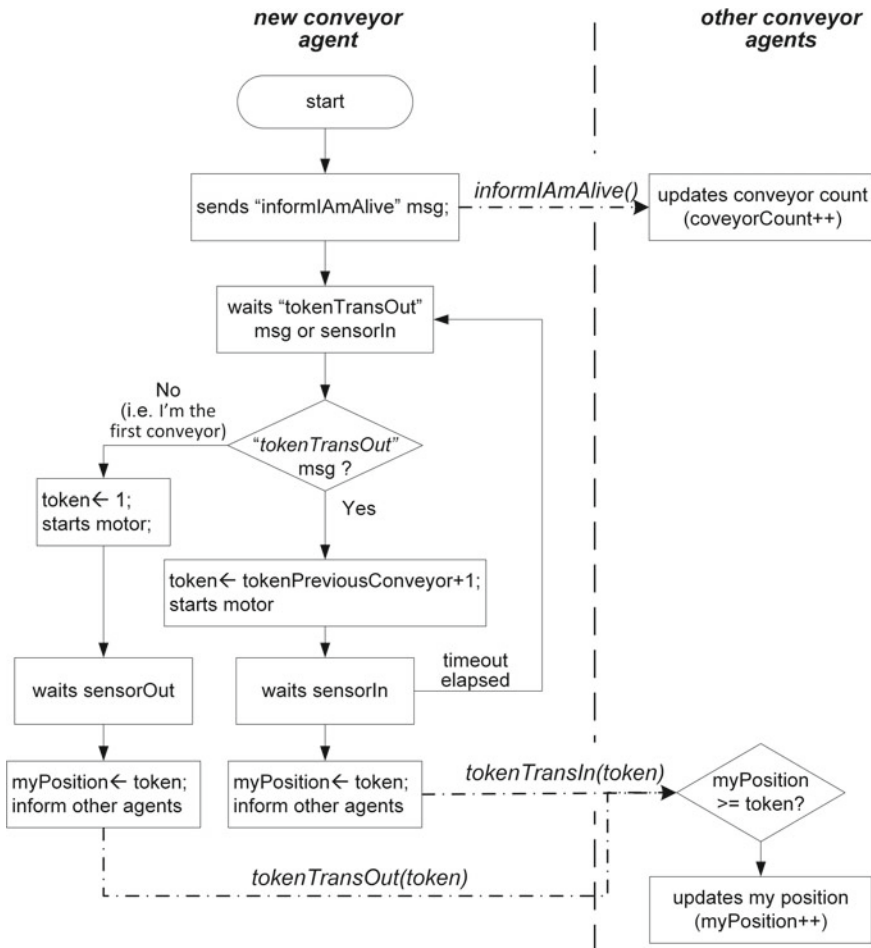 new conveyor
agent
other conveyor
agents
start
sends “informIAmAlive” msg;
informIAmAlive()
updates conveyor count
(coveyorCount++)
waits “tokenTransOut”
msg or sensorIn
No
(i.e. I'm the
first conveyor)
“tokenTransOut”
msg ?
Yes
token← 1;
starts motor;
token← tokenPreviousConveyor+1;
starts motor
waits sensorOut
waits sensorIn
timeout
elapsed
myPosition← token;
inform other agents
myPosition← token;
inform other agents
tokenTransIn(token)
myPosition
>= token?
tokenTransOut(token)
updates my position
(myPosition++)